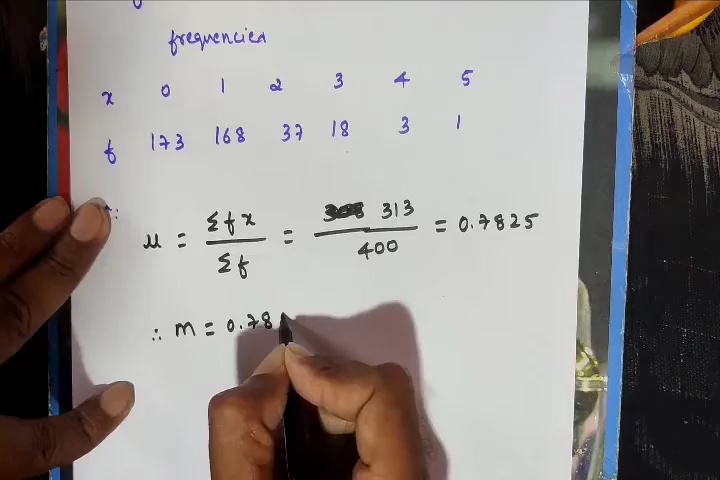 frequencies
x 0 1 2 3 4 5
f 173 168 37 18 3 1
μ = Σfx / Σf = 313 / 400 = 0.7825
∴ m = 0.78